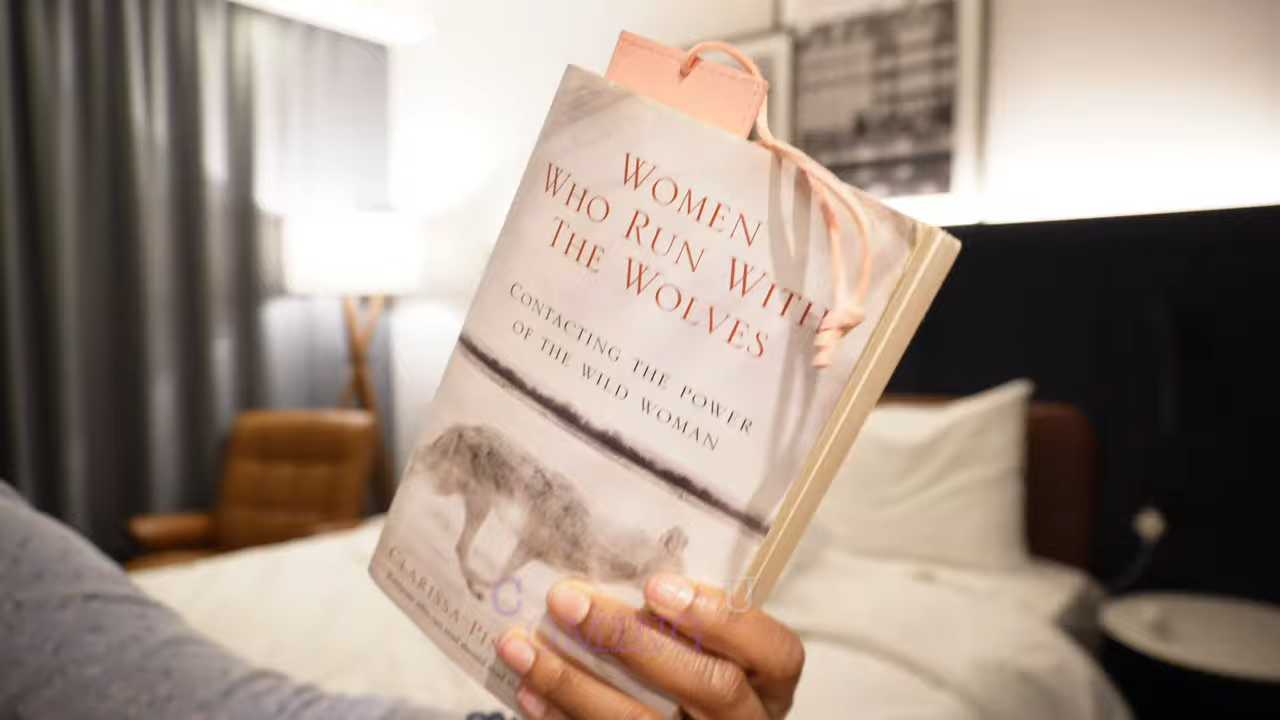 WOMEN
WHO RUN WITH
THE WOLVES
CONTACTING THE POWER
OF THE WILD WOMAN
CLARISSA